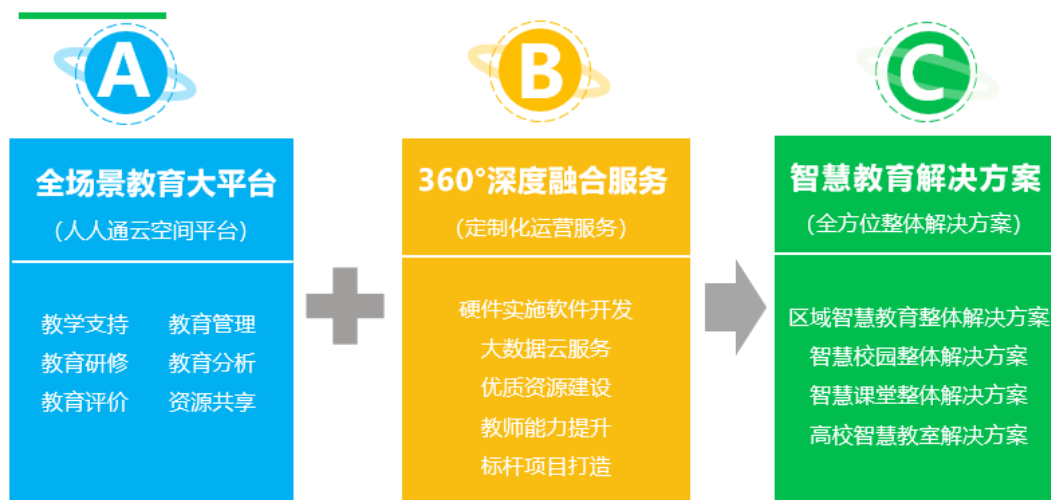 A
全场景教育大平台
(人人通云空间平台)
教学支持 教育管理
教育研修 教育分析
教育评价 资源共享
B
360°深度融合服务
(定制化运营服务)
硬件实施软件开发
大数据云服务
优质资源建设
教师能力提升
标杆项目打造
C
智慧教育解决方案
(全方位整体解决方案)
区域智慧教育整体解决方案
智慧校园整体解决方案
智慧课堂整体解决方案
高校智慧教室解决方案